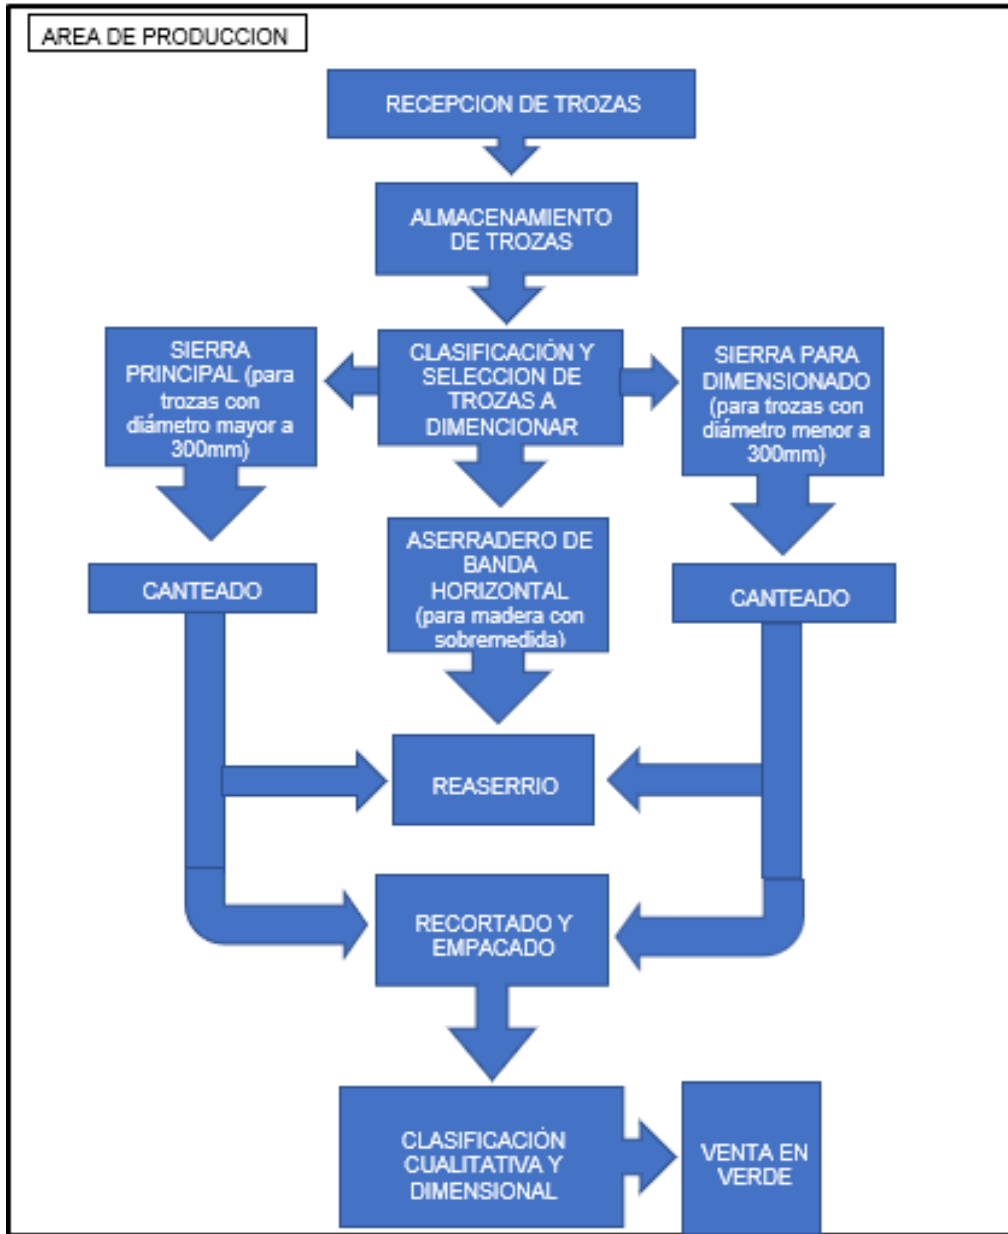 AREA DE PRODUCCION
RECEPCION DE TROZAS
ALMACENAMIENTO
DE TROZAS
SIERRA
PRINCIPAL (para
trozas con
diámetro mayor a
300mm)
CLASIFICACIÓN Y
SELECCION DE
TROZAS A
DIMENCIONAR
SIERRA PARA
DIMENSIONADO
(para trozas con
diámetro menor a
300mm)
CANTEADO
ASERRADERO DE
BANDA
HORIZONTAL
(para madera con
sobremedida)
CANTEADO
REASERRIO
RECORTADO Y
EMPACADO
CLASIFICACIÓN
CUALITATIVA Y
DIMENSIONAL
VENTA EN
VERDE